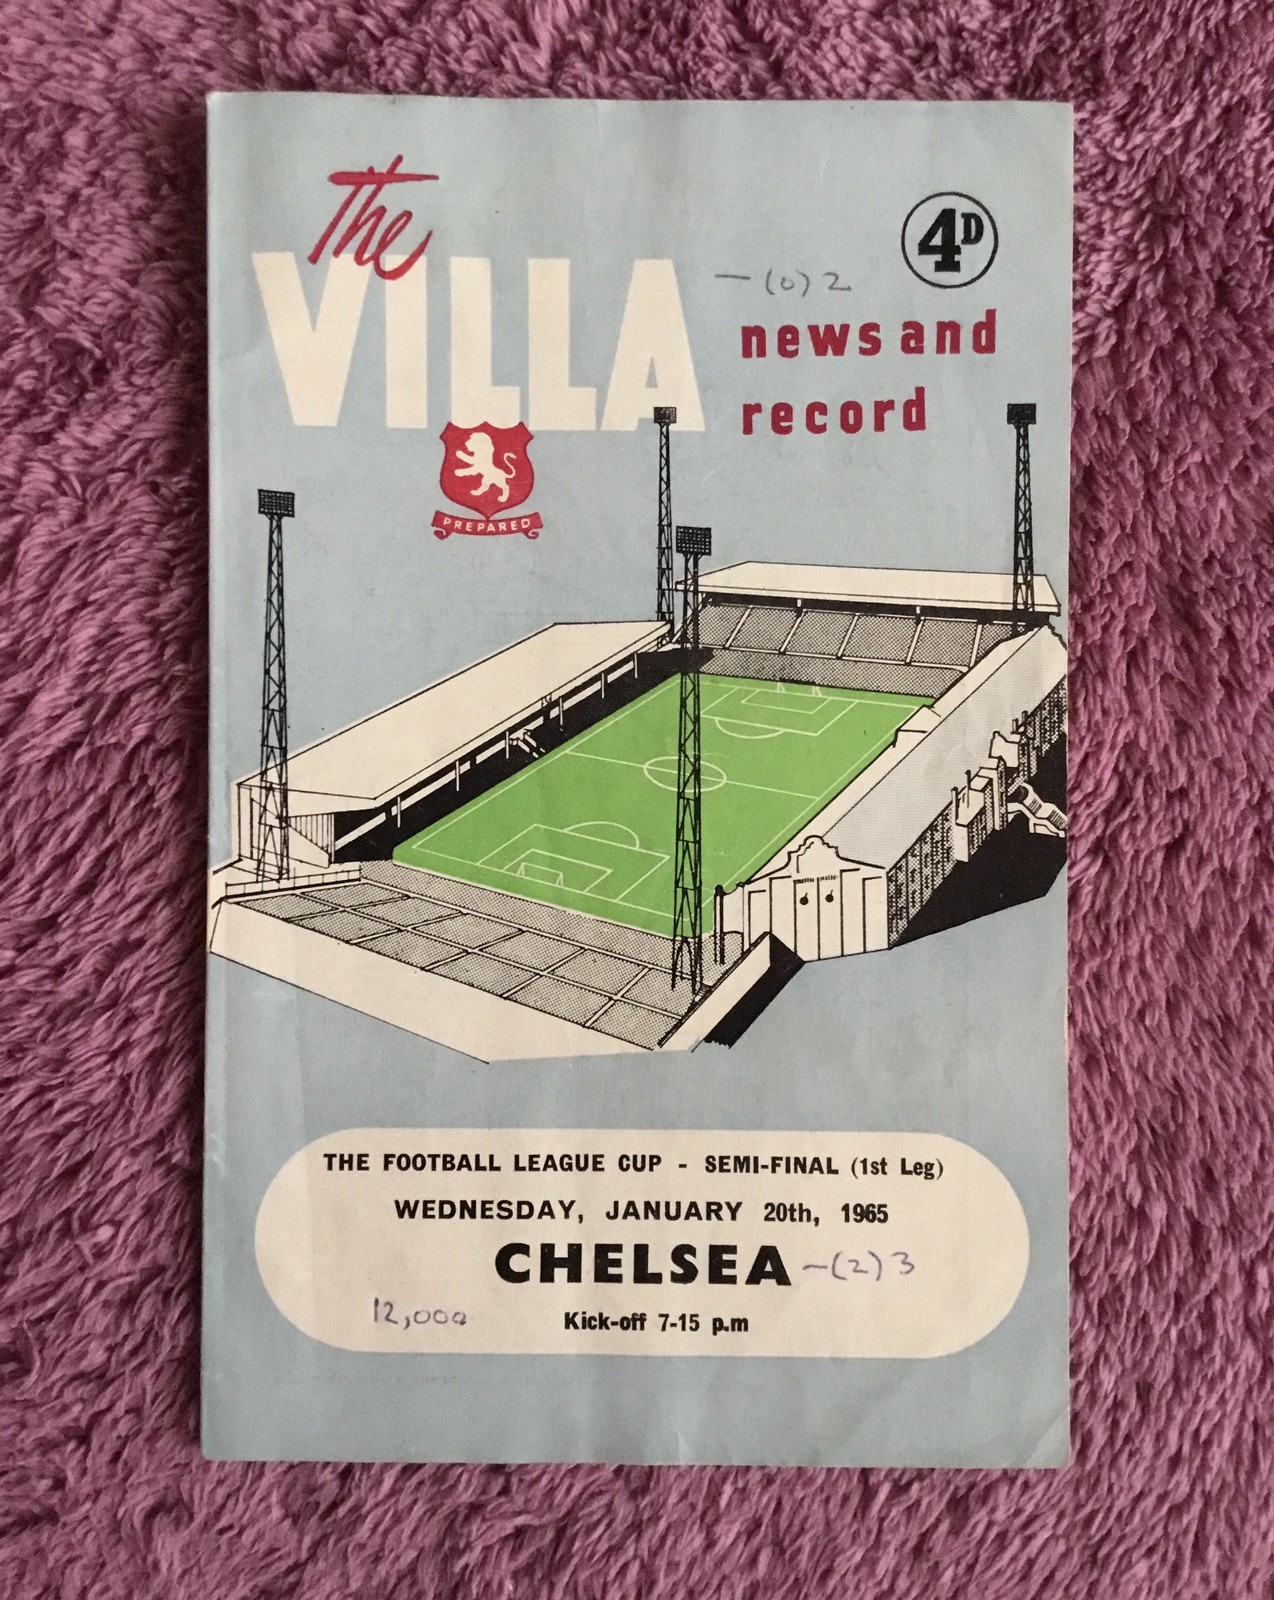 The
VILLA
4D
- (0) 2
news and
record
PREPARED
THE FOOTBALL LEAGUE CUP - SEMI-FINAL (1st Leg)
WEDNESDAY, JANUARY 20th, 1965
CHELSEA - (2) 3
12,000
Kick-off 7-15 p.m